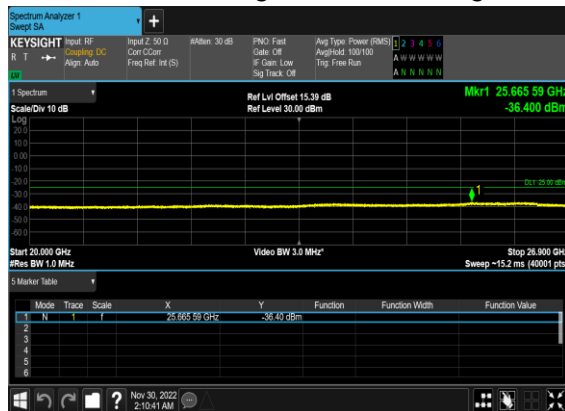 Spectrum Analyzer 1
Swept SA
+
KEYSIGHT Input: RF Input Z: 50 Ω #Atten: 30 dB PNO: Fast Avg Type: Power (RMS) 1 2 3 4 5 6
R T Coupling: DC Corr CCorr Gate: Off Avg|Hold: 100/100 A W W W W W
Align: Auto Freq Ref: Int (S) IF Gain: Low Trig: Free Run
Sig Track: Off A N N N N N
LW
1 Spectrum Ref Lvl Offset 15.39 dB Mkr1 25.665 59 GHz
Scale/Div 10 dB Ref Level 30.00 dBm -36.400 dBm
Log
20.0
10.0
0.00
-10.0
-20.0 DL1 -25.00 dBm
-30.0 1
-40.0
-50.0
-60.0
Start 20.000 GHz Video BW 3.0 MHz* Stop 26.900 GHz
#Res BW 1.0 MHz Sweep ~15.2 ms (40001 pts)
5 Marker Table
Mode Trace Scale X Y Function Function Width Function Value
1 N 1 f 25.665 59 GHz -36.40 dBm
2
3
4
5
6
? Nov 30, 2022
2:10:41 AM